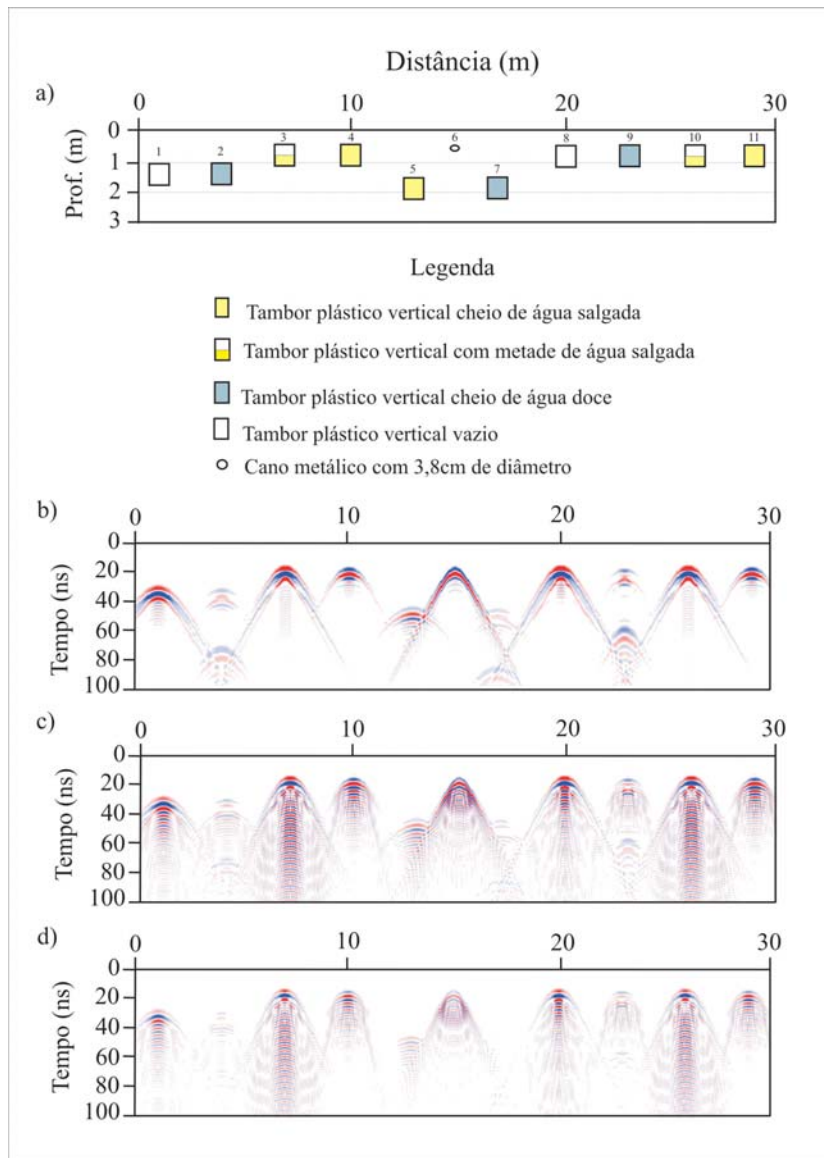 Distância (m)
a)
0 10 20 30
Prof. (m)
0
1
2
3
1 2 3 4 5 6 7 8 9 10 11
Legenda
Tambor plástico vertical cheio de água salgada
Tambor plástico vertical com metade de água salgada
Tambor plástico vertical cheio de água doce
Tambor plástico vertical vazio
Cano metálico com 3,8cm de diâmetro
b)
0 10 20 30
Tempo (ns)
0
20
40
60
80
100
c)
0 10 20 30
Tempo (ns)
0
20
40
60
80
100
d)
0 10 20 30
Tempo (ns)
0
20
40
60
80
100